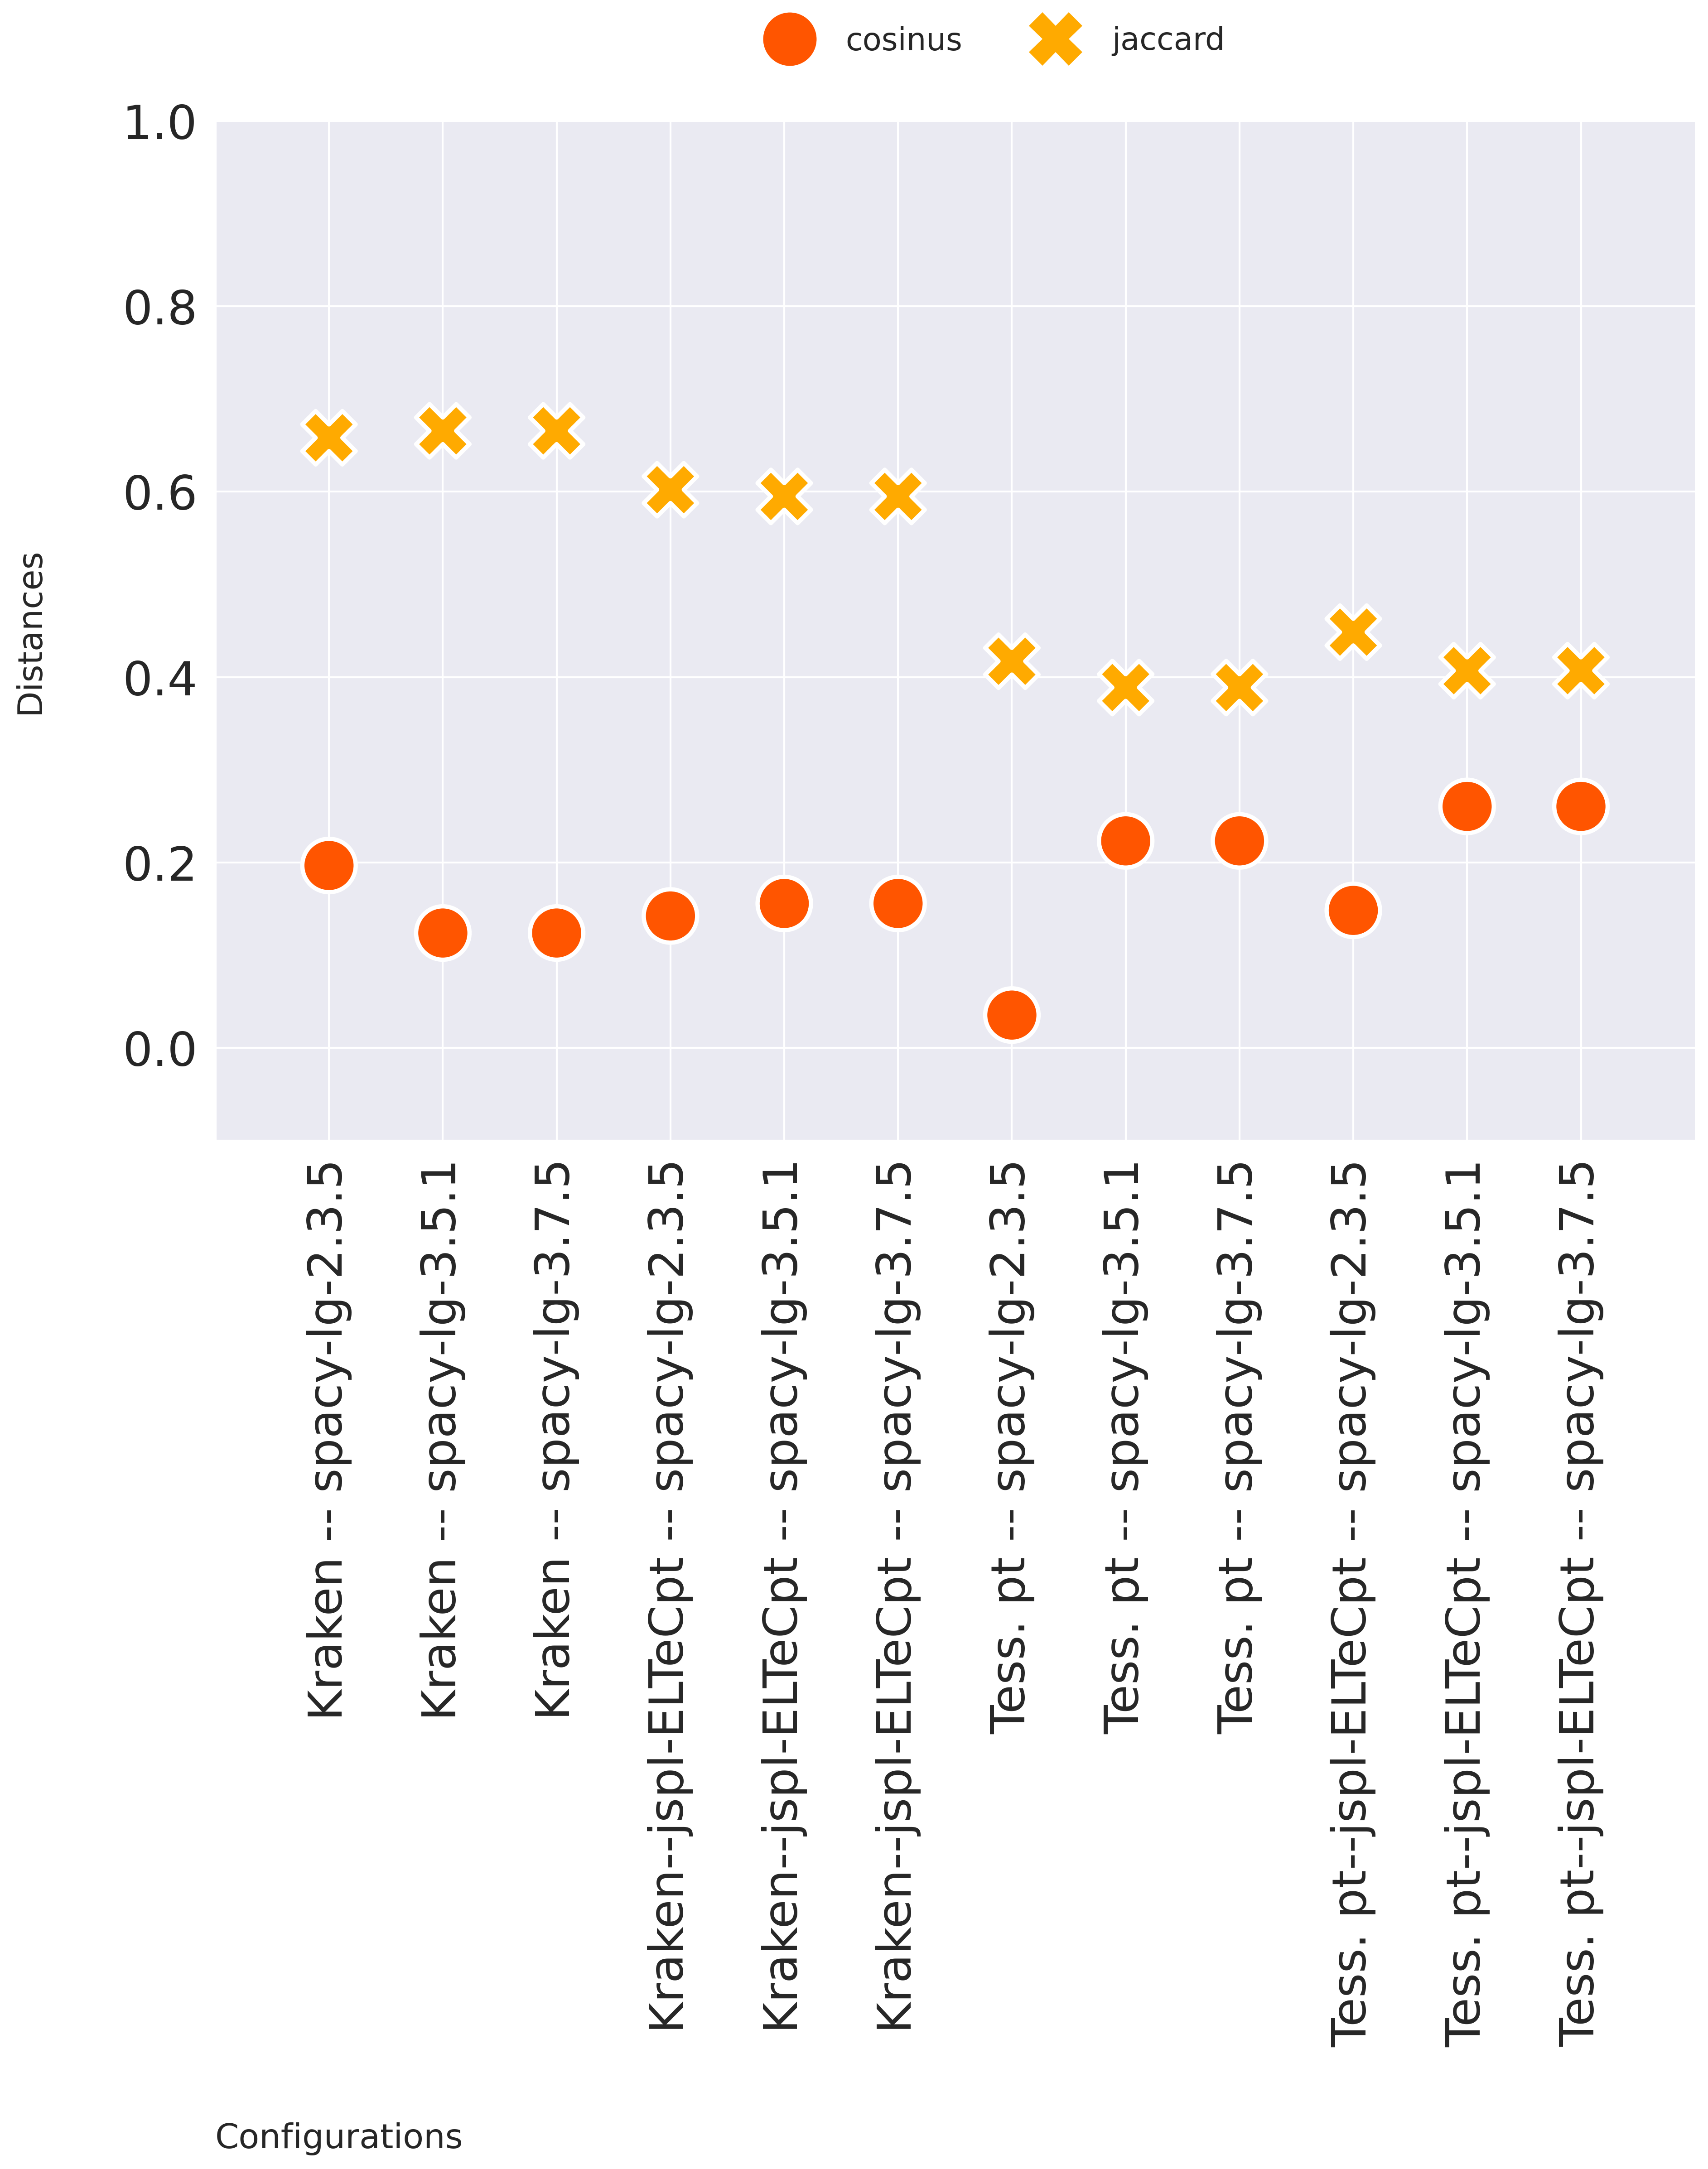 cosinus jaccard
1.0
0.8
0.6
0.4
0.2
0.0
Distances
Kraken -- spacy-lg-2.3.5
Kraken -- spacy-lg-3.5.1
Kraken -- spacy-lg-3.7.5
Kraken--jspl-ELTeCpt -- spacy-lg-2.3.5
Kraken--jspl-ELTeCpt -- spacy-lg-3.5.1
Kraken--jspl-ELTeCpt -- spacy-lg-3.7.5
Tess. pt -- spacy-lg-2.3.5
Tess. pt -- spacy-lg-3.5.1
Tess. pt -- spacy-lg-3.7.5
Tess. pt--jspl-ELTeCpt -- spacy-lg-2.3.5
Tess. pt--jspl-ELTeCpt -- spacy-lg-3.5.1
Tess. pt--jspl-ELTeCpt -- spacy-lg-3.7.5
Configurations